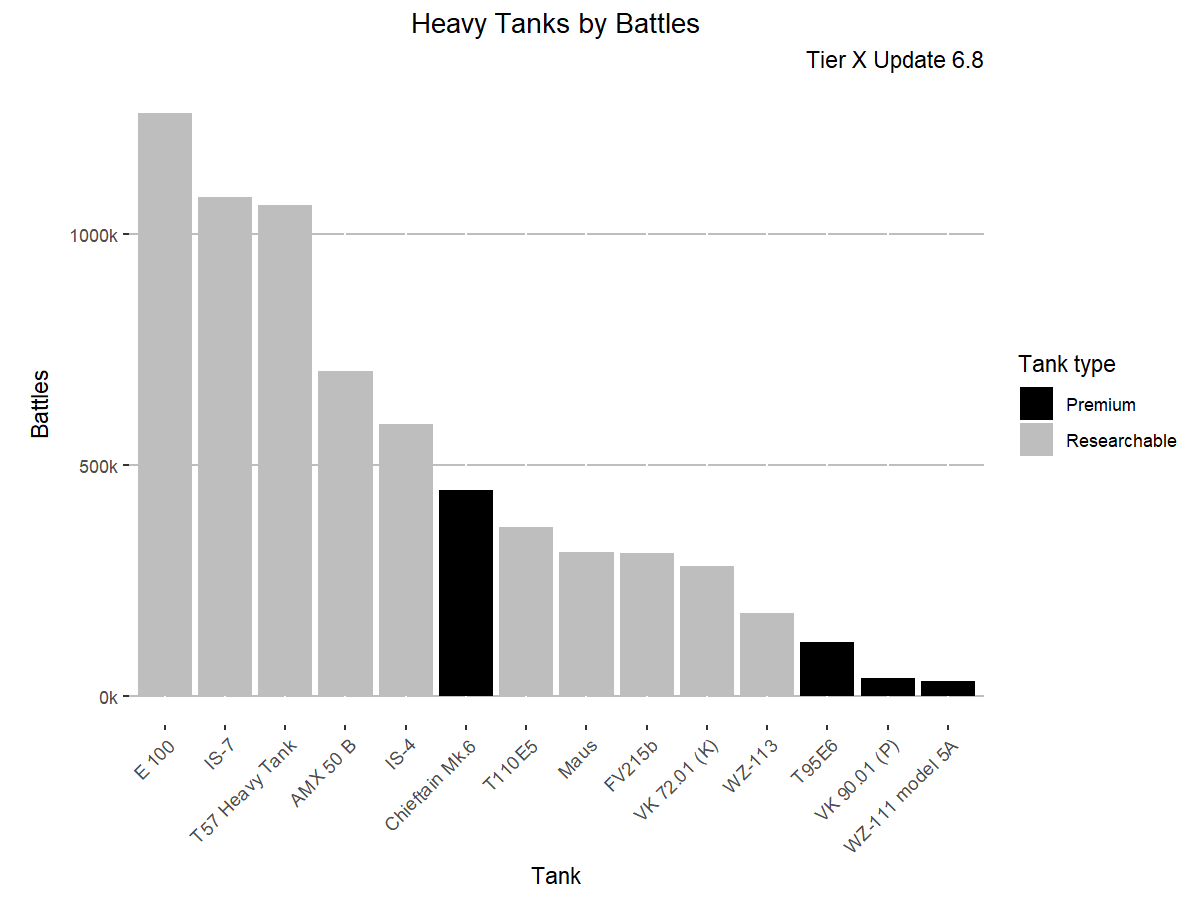 Heavy Tanks by Battles
Tier X Update 6.8
Battles
1000k
500k
0k
E 100
IS-7
T57 Heavy Tank
AMX 50 B
IS-4
Chieftain Mk.6
T110E5
Maus
FV215b
VK 72.01 (K)
WZ-113
T95E6
VK 90.01 (P)
WZ-111 model 5A
Tank
Tank type
Premium
Researchable